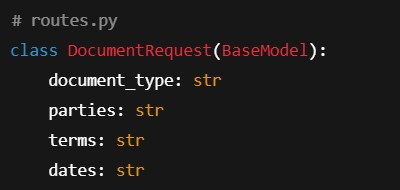 # routes.py
class DocumentRequest(BaseModel):
    document_type: str
    parties: str
    terms: str
    dates: str